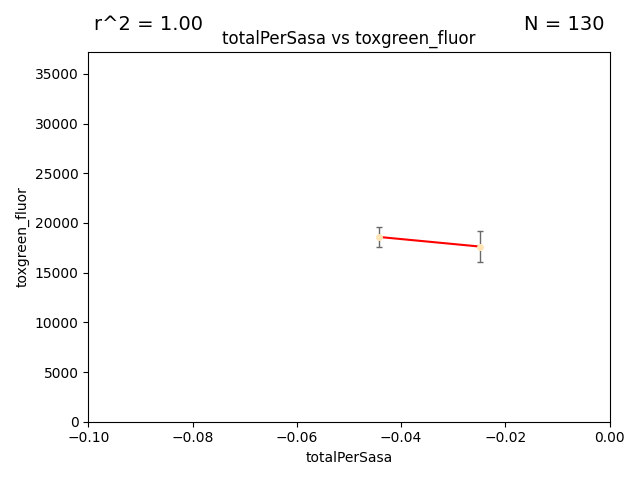 r^2 = 1.00
N = 130
totalPerSasa vs toxgreen_fluor
35000
30000
25000
20000
15000
10000
5000
0
toxgreen_fluor
−0.10
−0.08
−0.06
−0.04
−0.02
0.00
totalPerSasa